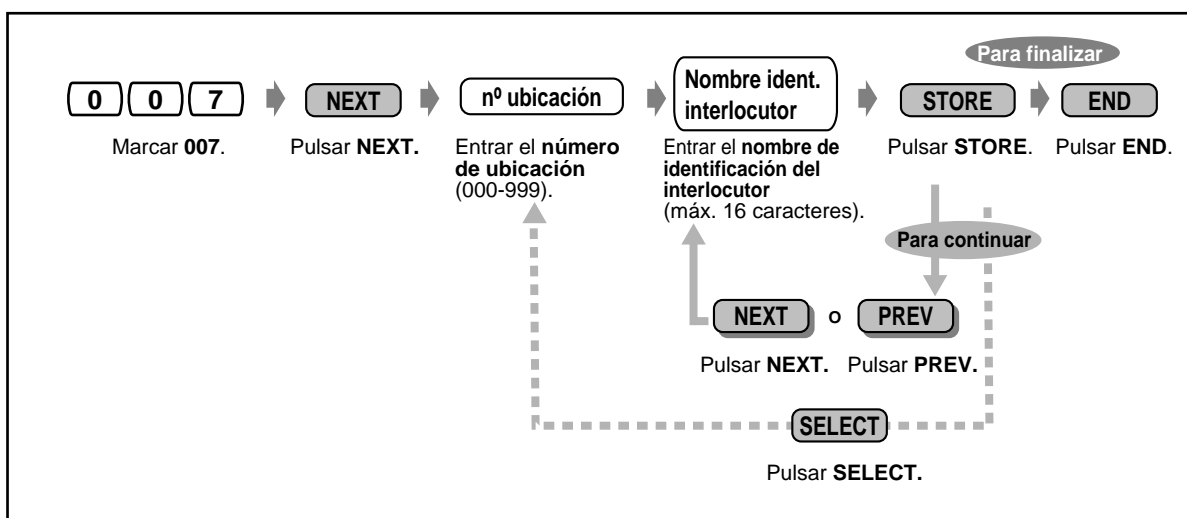 Para finalizar
0 0 7
NEXT
nº ubicación
Nombre ident.
interlocutor
STORE
END
Marcar 007.
Pulsar NEXT.
Entrar el número
de ubicación
(000-999).
Entrar el nombre de
identificación del
interlocutor
(máx. 16 caracteres).
Pulsar STORE.
Pulsar END.
Para continuar
NEXT o PREV
Pulsar NEXT. Pulsar PREV.
SELECT
Pulsar SELECT.